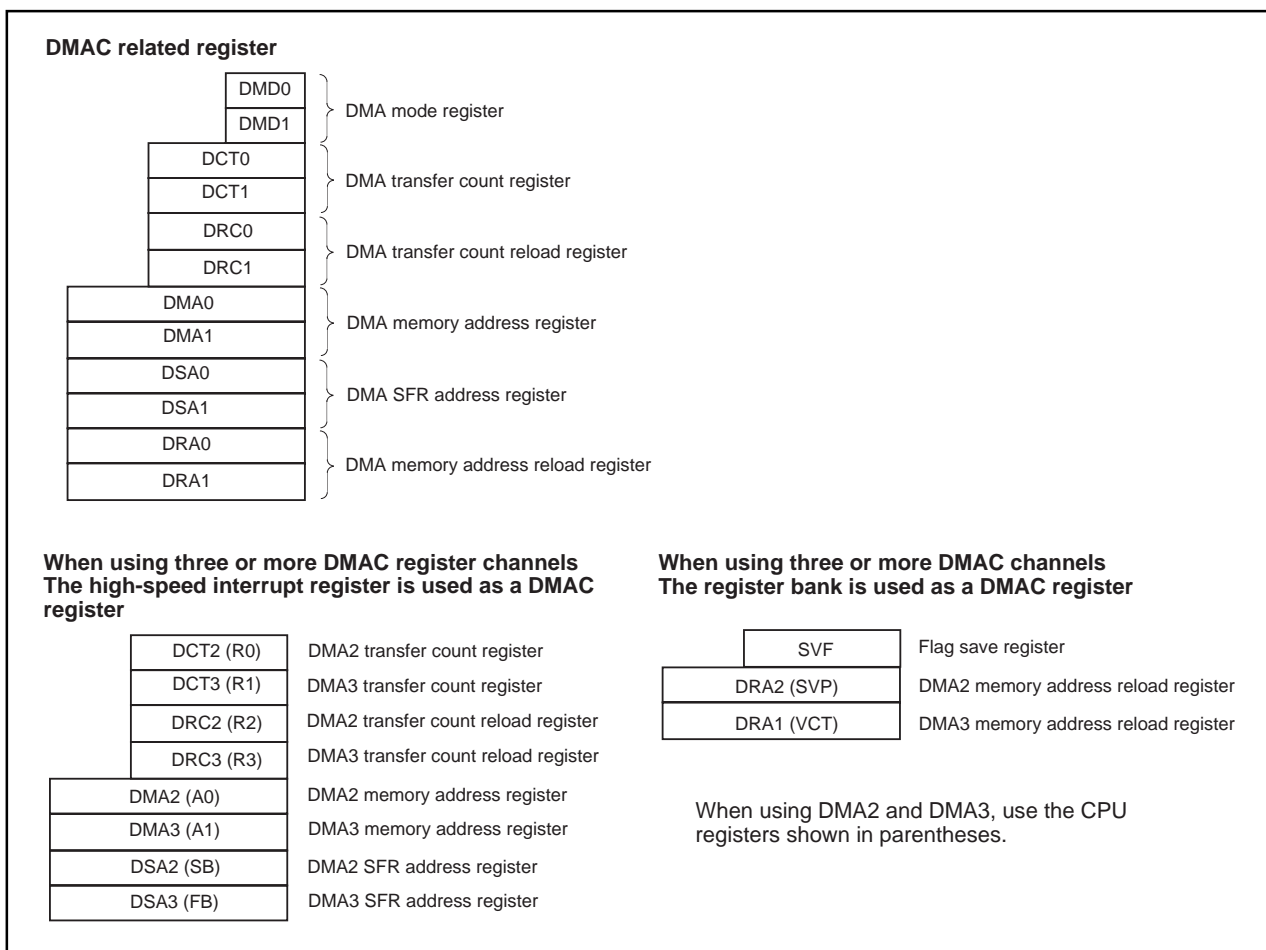 DMAC related register
DMD0
DMD1
DMA mode register
DCT0
DCT1
DMA transfer count register
DRC0
DRC1
DMA transfer count reload register
DMA0
DMA1
DMA memory address register
DSA0
DSA1
DMA SFR address register
DRA0
DRA1
DMA memory address reload register
When using three or more DMAC register channels
The high-speed interrupt register is used as a DMAC
register
DCT2 (R0) DMA2 transfer count register
DCT3 (R1) DMA3 transfer count register
DRC2 (R2) DMA2 transfer count reload register
DRC3 (R3) DMA3 transfer count reload register
DMA2 (A0) DMA2 memory address register
DMA3 (A1) DMA3 memory address register
DSA2 (SB) DMA2 SFR address register
DSA3 (FB) DMA3 SFR address register
When using three or more DMAC channels
The register bank is used as a DMAC register
SVF Flag save register
DRA2 (SVP) DMA2 memory address reload register
DRA1 (VCT) DMA3 memory address reload register
When using DMA2 and DMA3, use the CPU
registers shown in parentheses.